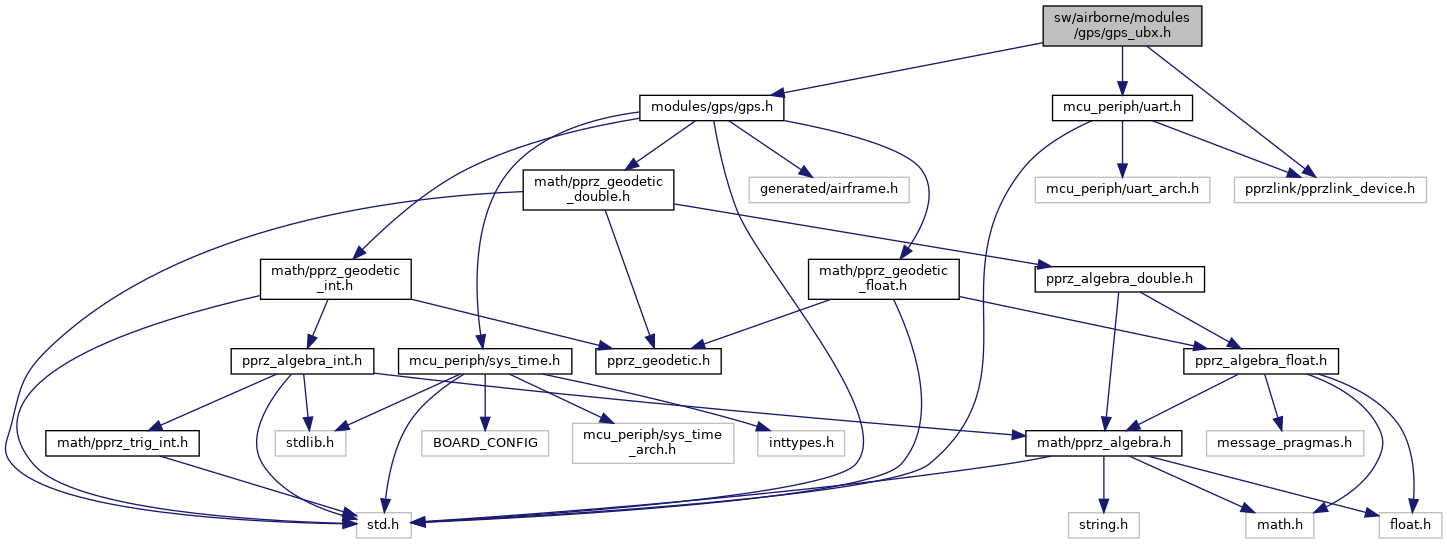 sw/airborne/modules
/gps/gps_ubx.h
modules/gps/gps.h
mcu_periph/uart.h
math/pprz_geodetic
_double.h
generated/airframe.h
mcu_periph/uart_arch.h
pprzlink/pprzlink_device.h
math/pprz_geodetic
_int.h
math/pprz_geodetic
_float.h
pprz_algebra_double.h
pprz_algebra_int.h
mcu_periph/sys_time.h
pprz_geodetic.h
pprz_algebra_float.h
math/pprz_trig_int.h
stdlib.h
BOARD_CONFIG
mcu_periph/sys_time
_arch.h
inttypes.h
math/pprz_algebra.h
message_pragmas.h
std.h
string.h
math.h
float.h